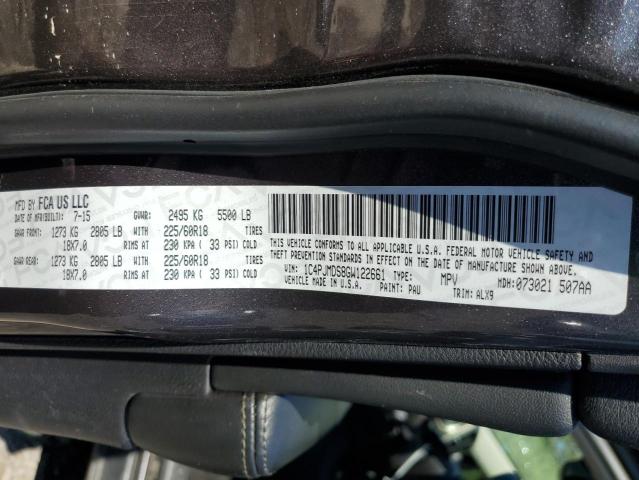 MFD BY FCA US LLC
DATE OF MFR(BUILT): 7-15 GVWR: 2495 KG 5500 LB
GAWR FRONT: 1273 KG 2805 LB WITH 225/60R18 TIRES
18X7.0 RIMS AT 230 KPA ( 33 PSI) COLD
GAWR REAR: 1273 KG 2805 LB WITH 225/60R18 TIRES
18X7.0 RIMS AT 230 KPA ( 33 PSI) COLD
THIS VEHICLE CONFORMS TO ALL APPLICABLE U.S.A. FEDERAL MOTOR VEHICLE SAFETY AND
THEFT PREVENTION STANDARDS IN EFFECT ON THE DATE OF MANUFACTURE SHOWN ABOVE.
VIN: 1C4PJMDS8GW122661 TYPE: MPV MDH: 073021 507AA
VEHICLE MADE IN U.S.A. PAINT: PAU TRIM: ALX9